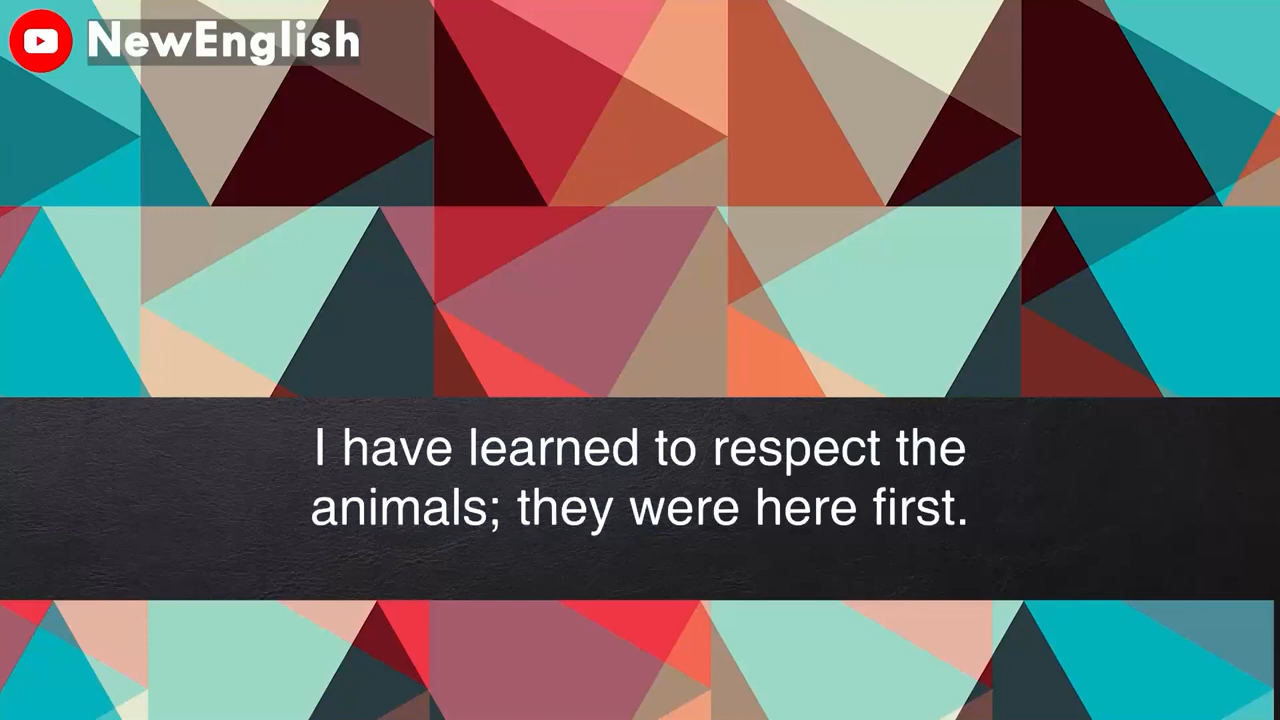 NewEnglish
I have learned to respect the
animals; they were here first.